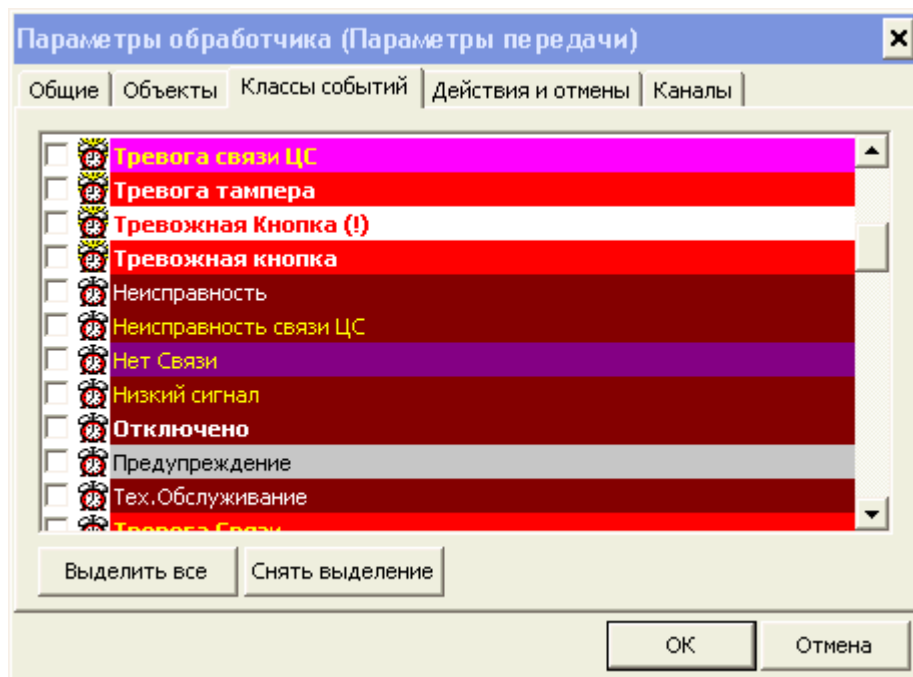 Параметры обработчика (Параметры передачи)
Общие Объекты Классы событий Действия и отмены Каналы
Тревога связи ЦС
Тревога тампера
Тревожная Кнопка (!)
Тревожная кнопка
Неисправность
Неисправность связи ЦС
Нет Связи
Низкий сигнал
Отключено
Предупреждение
Тех.Обслуживание
Тревога Связи
Выделить все Снять выделение
ОК Отмена